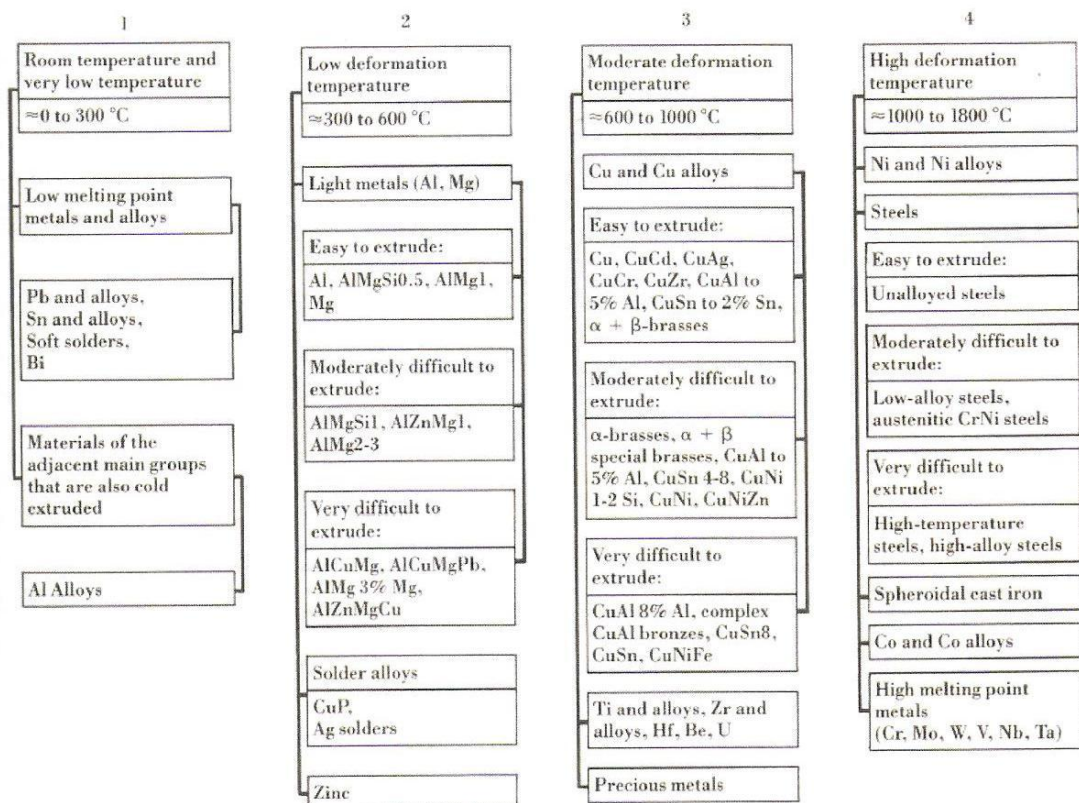 1
Room temperature and
very low temperature
≈0 to 300 °C
Low melting point
metals and alloys
Pb and alloys,
Sn and alloys,
Soft solders,
Bi
Materials of the
adjacent main groups
that are also cold
extruded
Al Alloys
2
Low deformation
temperature
≈300 to 600 °C
Light metals (Al, Mg)
Easy to extrude:
Al, AlMgSi0.5, AlMg1,
Mg
Moderately difficult to
extrude:
AlMgSi1, AlZnMg1,
AlMg2-3
Very difficult to
extrude:
AlCuMg, AlCuMgPb,
AlMg 3% Mg,
AlZnMgCu
Solder alloys
CuP,
Ag solders
Zinc
3
Moderate deformation
temperature
≈600 to 1000 °C
Cu and Cu alloys
Easy to extrude:
Cu, CuCd, CuAg,
CuCr, CuZr, CuAl to
5% Al, CuSn to 2% Sn,
α + β-brasses
Moderately difficult to
extrude:
α-brasses, α + β
special brasses, CuAl to
5% Al, CuSn 4-8, CuNi
1-2 Si, CuNi, CuNiZn
Very difficult to
extrude:
CuAl 8% Al, complex
CuAl bronzes, CuSn8,
CuSn, CuNiFe
Ti and alloys, Zr and
alloys, Hf, Be, U
Precious metals
4
High deformation
temperature
≈1000 to 1800 °C
Ni and Ni alloys
Steels
Easy to extrude:
Unalloyed steels
Moderately difficult to
extrude:
Low-alloy steels,
austenitic CrNi steels
Very difficult to
extrude:
High-temperature
steels, high-alloy steels
Spheroidal cast iron
Co and Co alloys
High melting point
metals
(Cr, Mo, W, V, Nb, Ta)